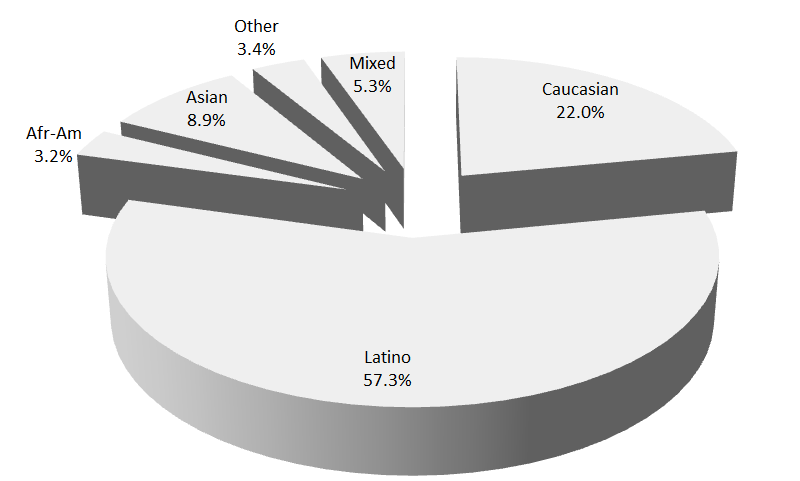 Other
3.4%
Mixed
5.3%
Caucasian
22.0%
Asian
8.9%
Afr-Am
3.2%
Latino
57.3%